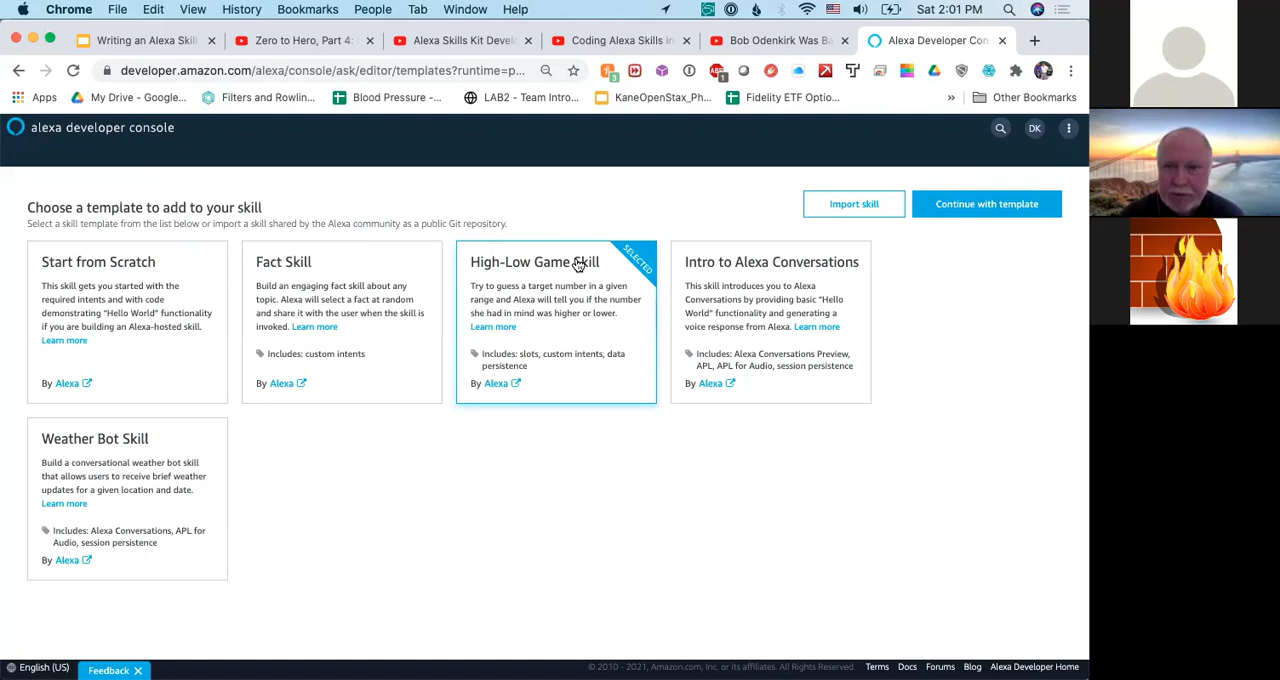 Chrome File Edit View History Bookmarks People Tab Window Help Sat 2:01 PM
Writing an Alexa Skill Zero to Hero, Part 4: Alexa Skills Kit Devel Coding Alexa Skills in Bob Odenkirk Was Ba Alexa Developer Con
developer.amazon.com/alexa/console/ask/editor/templates?runtime=p...
Apps My Drive - Google... Filters and Rowlin... Blood Pressure -... LAB2 - Team Intro... KaneOpenStax_Ph... Fidelity ETF Optio... » Other Bookmarks
alexa developer console DK
Choose a template to add to your skill
Select a skill template from the list below or import a skill shared by the Alexa community as a public Git repository.
Import skill
Continue with template
Start from Scratch
This skill gets you started with the
required intents and with code
demonstrating “Hello World” functionality
if you are building an Alexa-hosted skill.
Learn more
By Alexa
Fact Skill
Build an engaging fact skill about any
topic. Alexa will select a fact at random
and share it with the user when the skill is
invoked. Learn more
Includes: custom intents
By Alexa
High-Low Game Skill
SELECTED
Try to guess a target number in a given
range and Alexa will tell you if the number
she had in mind was higher or lower.
Learn more
Includes: slots, custom intents, data
persistence
By Alexa
Intro to Alexa Conversations
This skill introduces you to Alexa
Conversations by providing basic “Hello
World” functionality and generating a
voice response from Alexa. Learn more
Includes: Alexa Conversations Preview,
APL, APL for Audio, session persistence
By Alexa
Weather Bot Skill
Build a conversational weather bot skill
that allows users to receive brief weather
updates for a given location and date.
Learn more
Includes: Alexa Conversations, APL for
Audio, session persistence
By Alexa
English (US) Feedback © 2010 - 2021, Amazon.com, Inc. or its affiliates. All Rights Reserved. Terms Docs Forums Blog Alexa Developer Home